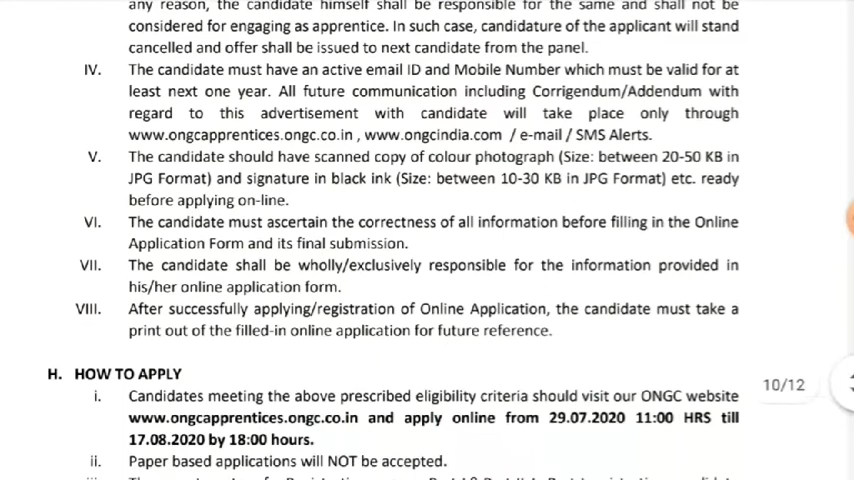 any reason, the candidate himself shall be responsible for the same and shall not be
considered for engaging as apprentice. In such case, candidature of the applicant will stand
cancelled and offer shall be issued to next candidate from the panel.
IV. The candidate must have an active email ID and Mobile Number which must be valid for at
least next one year. All future communication including Corrigendum/Addendum with
regard to this advertisement with candidate will take place only through
www.ongcapprentices.ongc.co.in , www.ongcindia.com / e-mail / SMS Alerts.
V. The candidate should have scanned copy of colour photograph (Size: between 20-50 KB in
JPG Format) and signature in black ink (Size: between 10-30 KB in JPG Format) etc. ready
before applying on-line.
VI. The candidate must ascertain the correctness of all information before filling in the Online
Application Form and its final submission.
VII. The candidate shall be wholly/exclusively responsible for the information provided in
his/her online application form.
VIII. After successfully applying/registration of Online Application, the candidate must take a
print out of the filled-in online application for future reference.
H. HOW TO APPLY
10/12
i. Candidates meeting the above prescribed eligibility criteria should visit our ONGC website
www.ongcapprentices.ongc.co.in and apply online from 29.07.2020 11:00 HRS till
17.08.2020 by 18:00 hours.
ii. Paper based applications will NOT be accepted.